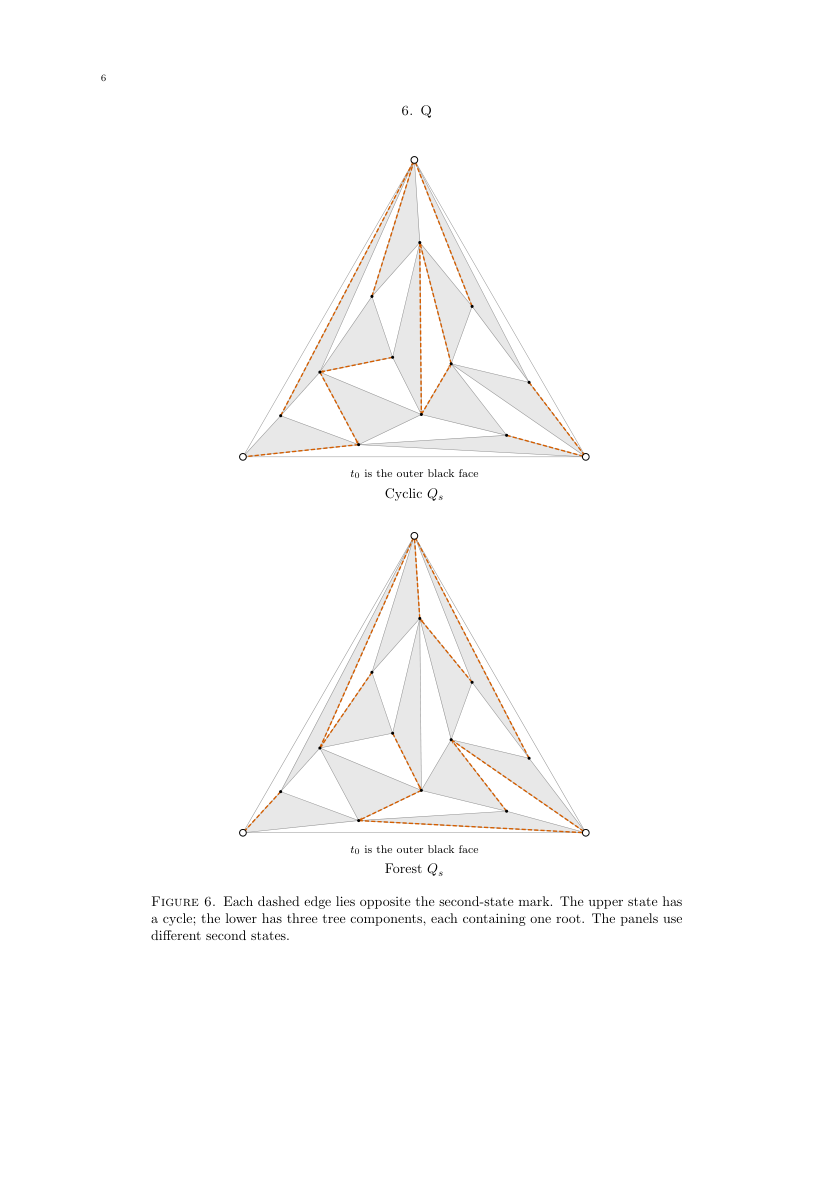 6
6. Q
t₀ is the outer black face
Cyclic Qₛ
t₀ is the outer black face
Forest Qₛ
Figure 6. Each dashed edge lies opposite the second-state mark. The upper state has
a cycle; the lower has three tree components, each containing one root. The panels use
different second states.